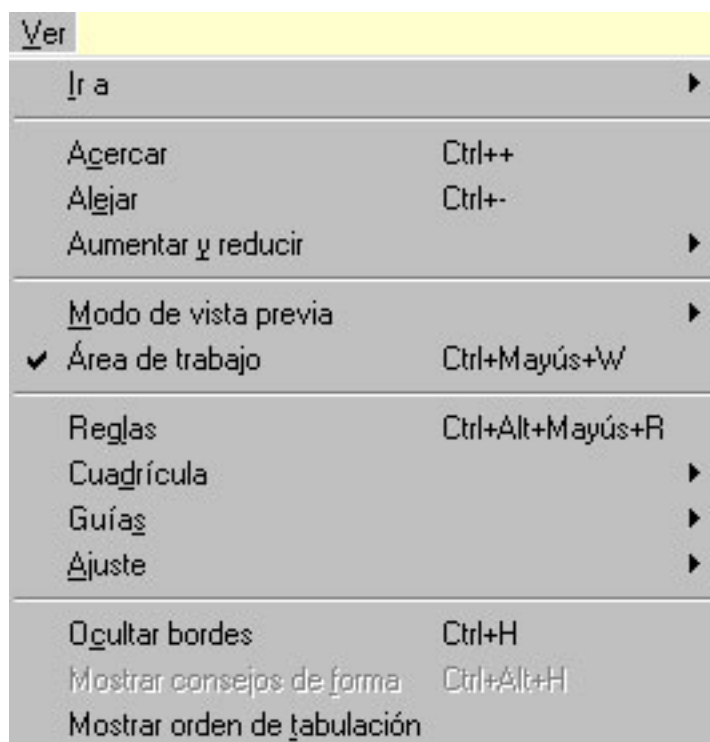 Ver
Ir a
Acercar Ctrl++
Alejar Ctrl+-
Aumentar y reducir
Modo de vista previa
Área de trabajo Ctrl+Mayús+W
Reglas Ctrl+Alt+Mayús+R
Cuadrícula
Guías
Ajuste
Ocultar bordes Ctrl+H
Mostrar consejos de forma Ctrl+Alt+H
Mostrar orden de tabulación